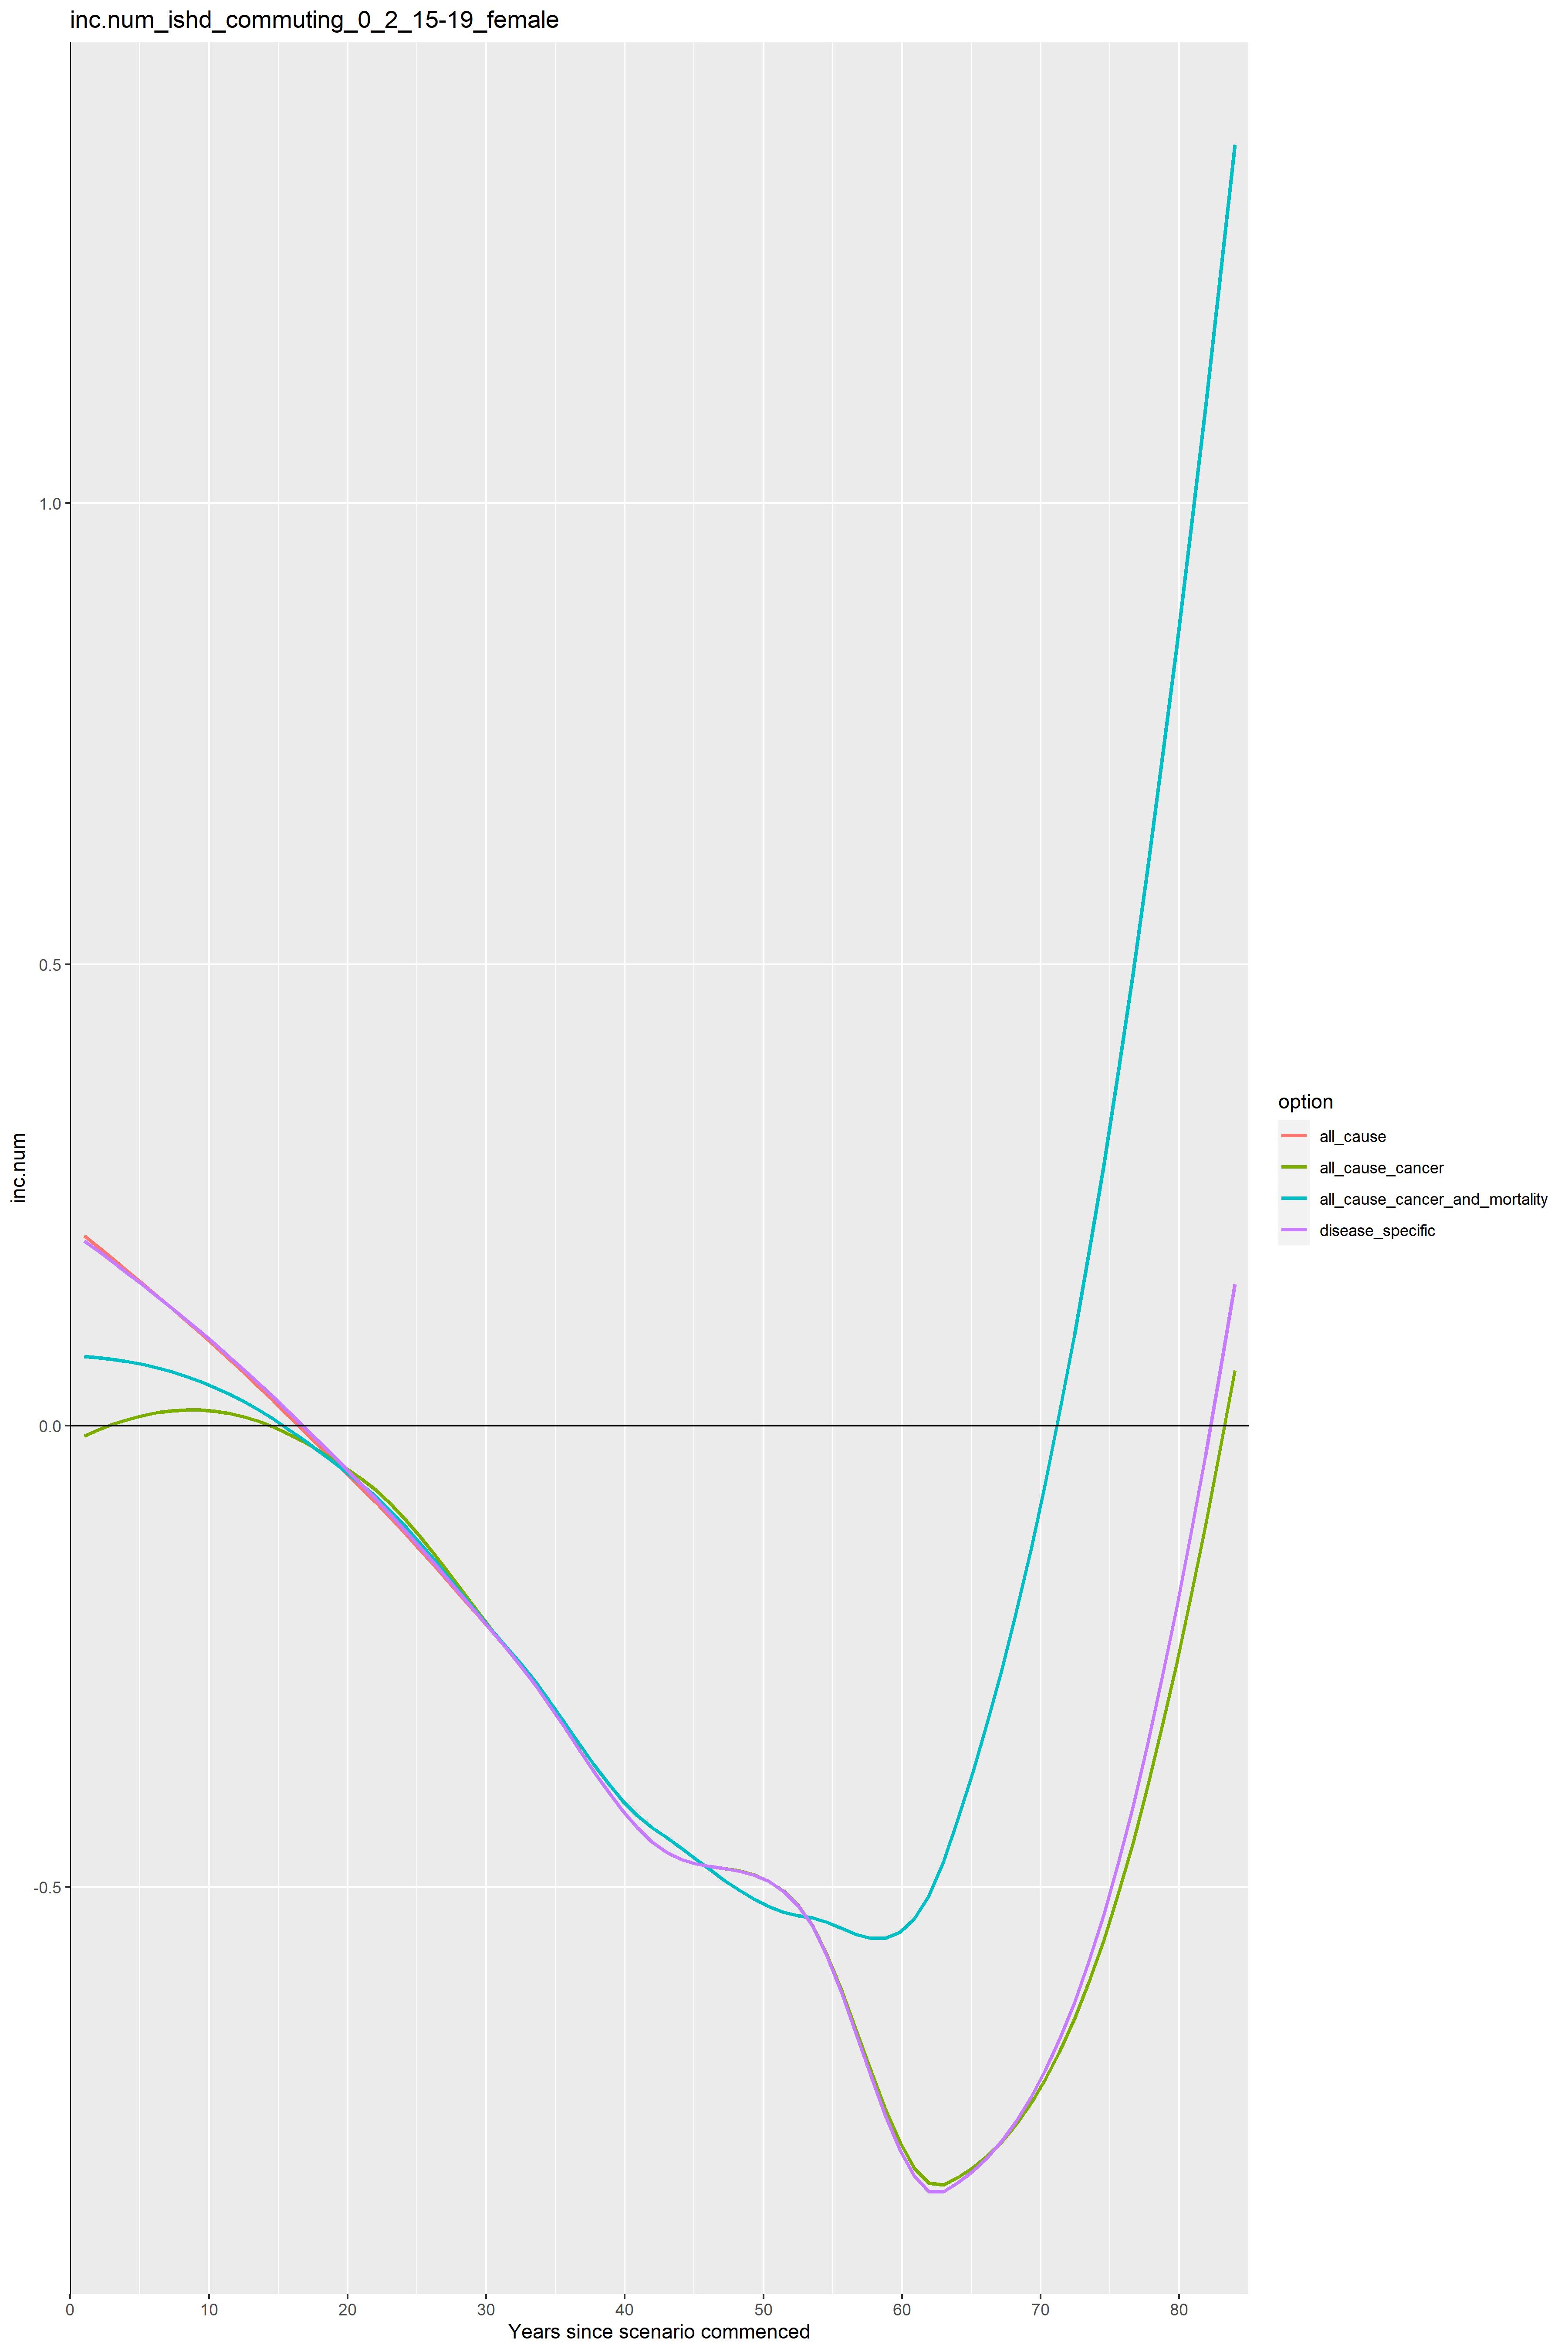 inc.num_ishd_commuting_0_2_15-19_female
1.0
0.5
0.0
-0.5
inc.num
0 10 20 30 40 50 60 70 80
Years since scenario commenced
option
all_cause
all_cause_cancer
all_cause_cancer_and_mortality
disease_specific